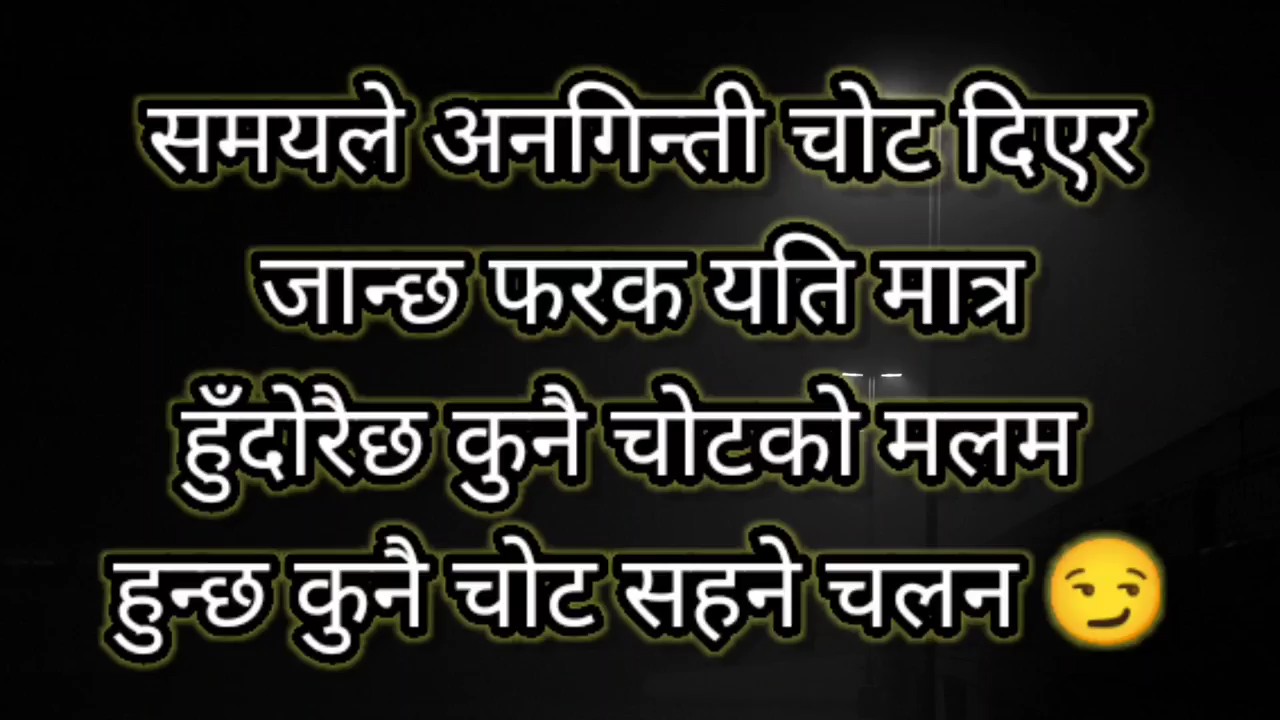 समयले अनगिन्ती चोट दिएर
जान्छ फरक यति मात्र
हुँदोरैछ कुनै चोटको मलम
हुन्छ कुनै चोट सहने चलन 😏